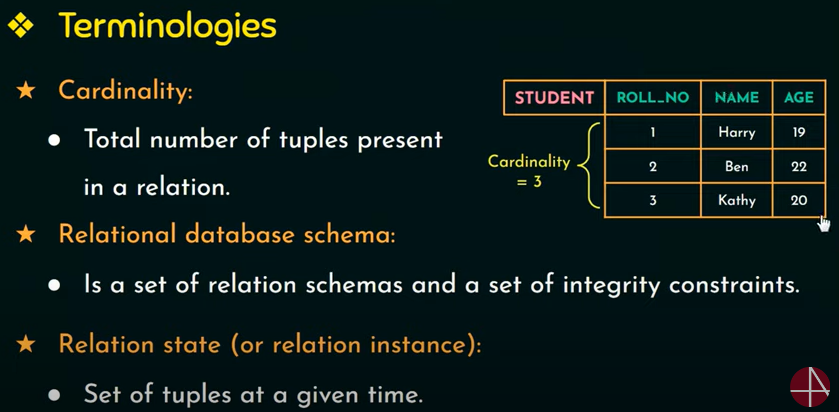 ❖ Terminologies
★ Cardinality:
● Total number of tuples present
in a relation.
STUDENT ROLL_NO NAME AGE
1 Harry 19
2 Ben 22
3 Kathy 20
Cardinality
= 3
★ Relational database schema:
● Is a set of relation schemas and a set of integrity constraints.
★ Relation state (or relation instance):
● Set of tuples at a given time.